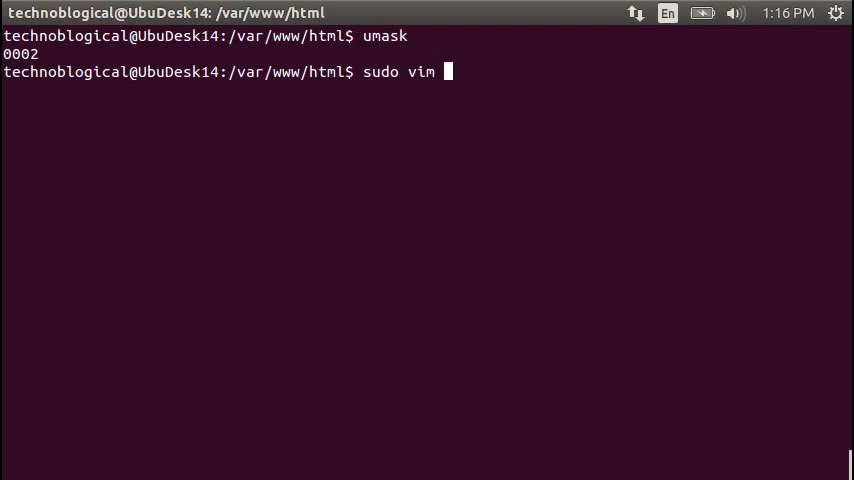 technoblogical@UbuDesk14: /var/www/html
En
1:16 PM
technoblogical@UbuDesk14:/var/www/html$ umask
0002
technoblogical@UbuDesk14:/var/www/html$ sudo vim